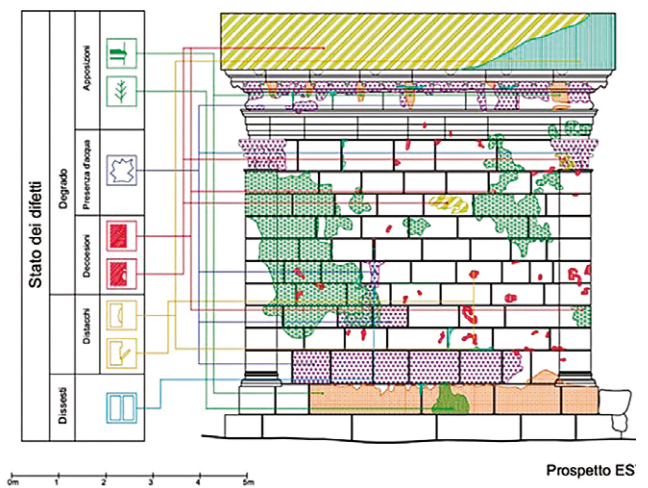 Stato dei difetti
Degrado
Dissesti
Apposizioni
Presenza d'acqua
Decoesioni
Distacchi
0m 1 2 3 4 5m
Prospetto ES